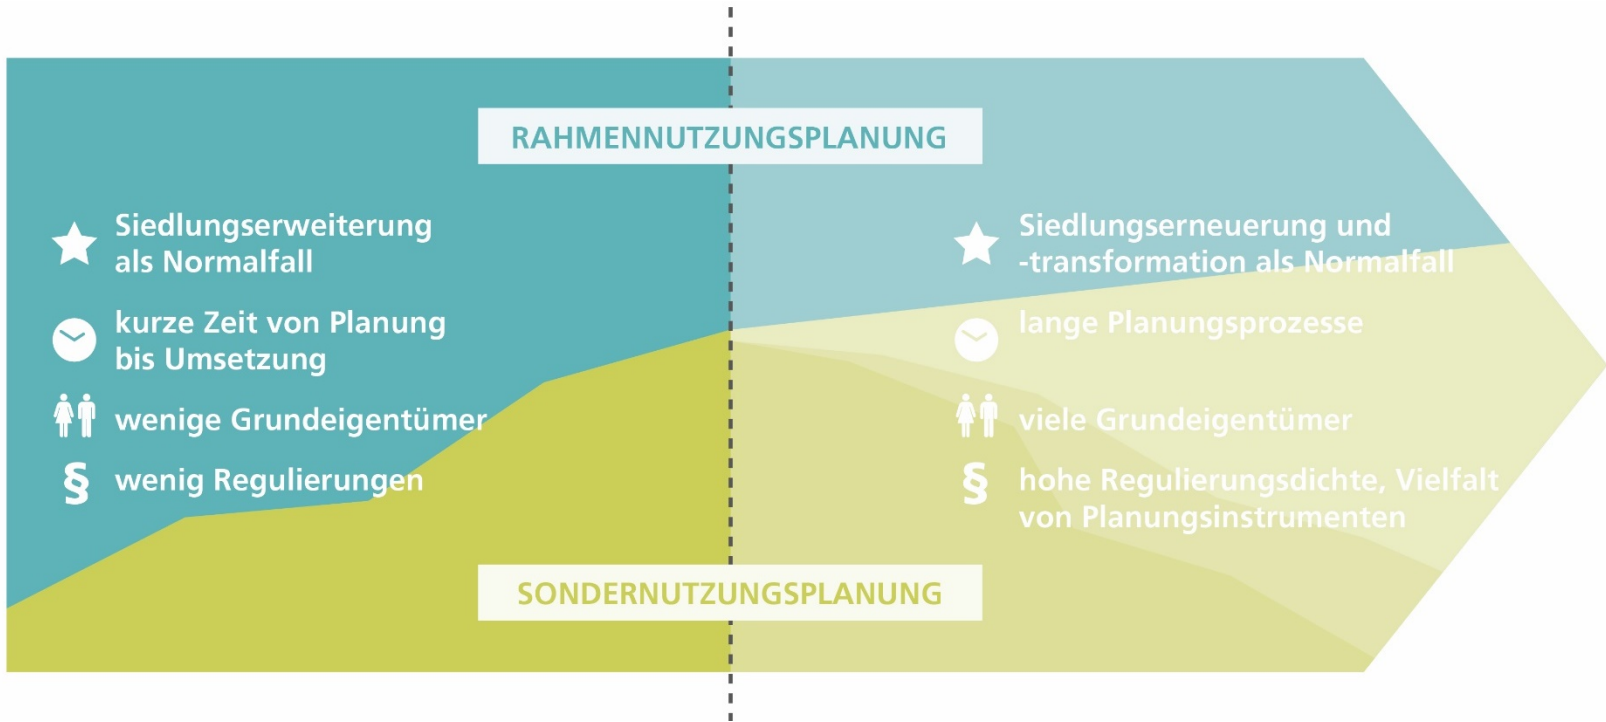 RAHMENNUTZUNGSPLANUNG
Siedlungserweiterung
als Normalfall
kurze Zeit von Planung
bis Umsetzung
wenige Grundeigentümer
§ wenig Regulierungen
Siedlungserneuerung und
-transformation als Normalfall
lange Planungsprozesse
viele Grundeigentümer
§ hohe Regulierungsdichte, Vielfalt
von Planungsinstrumenten
SONDERNUTZUNGSPLANUNG